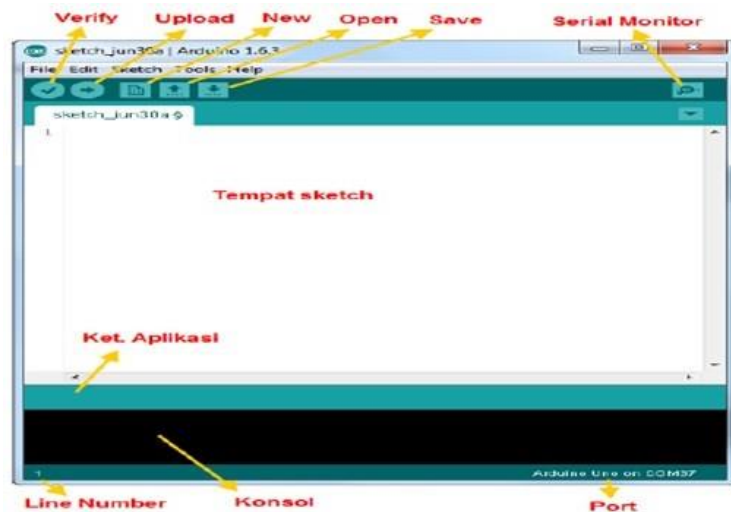 Verify Upload New Open Save Serial Monitor
sketch_jun30a | Arduino 1.6.3
File Edit Sketch Tools Help
sketch_jun30a §
1
Tempat sketch
Ket. Aplikasi
1 Arduino Uno on COM37
Line Number Konsol Port